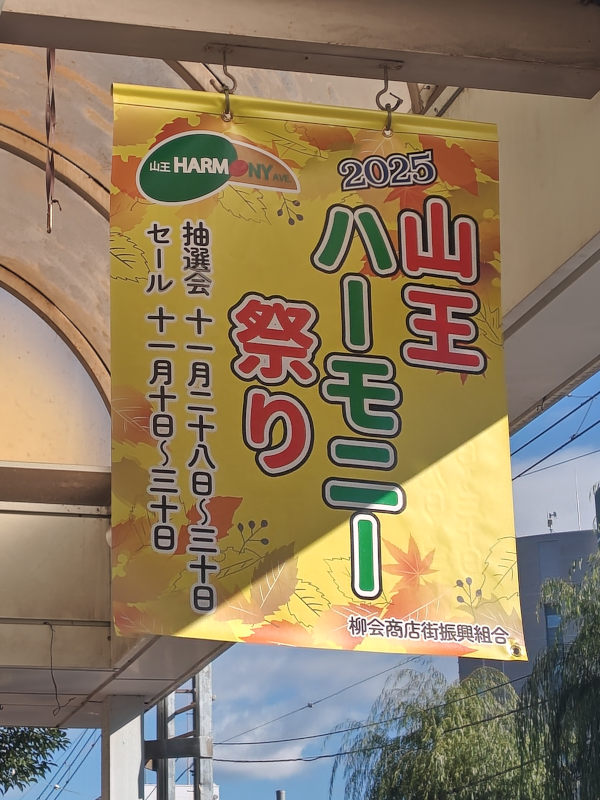 山王 HARMONY AVE.
2025
山王
ハーモニー
祭り
抽選会 十一月二十八日〜三十日
セール 十一月十日〜三十日
柳会商店街振興組合